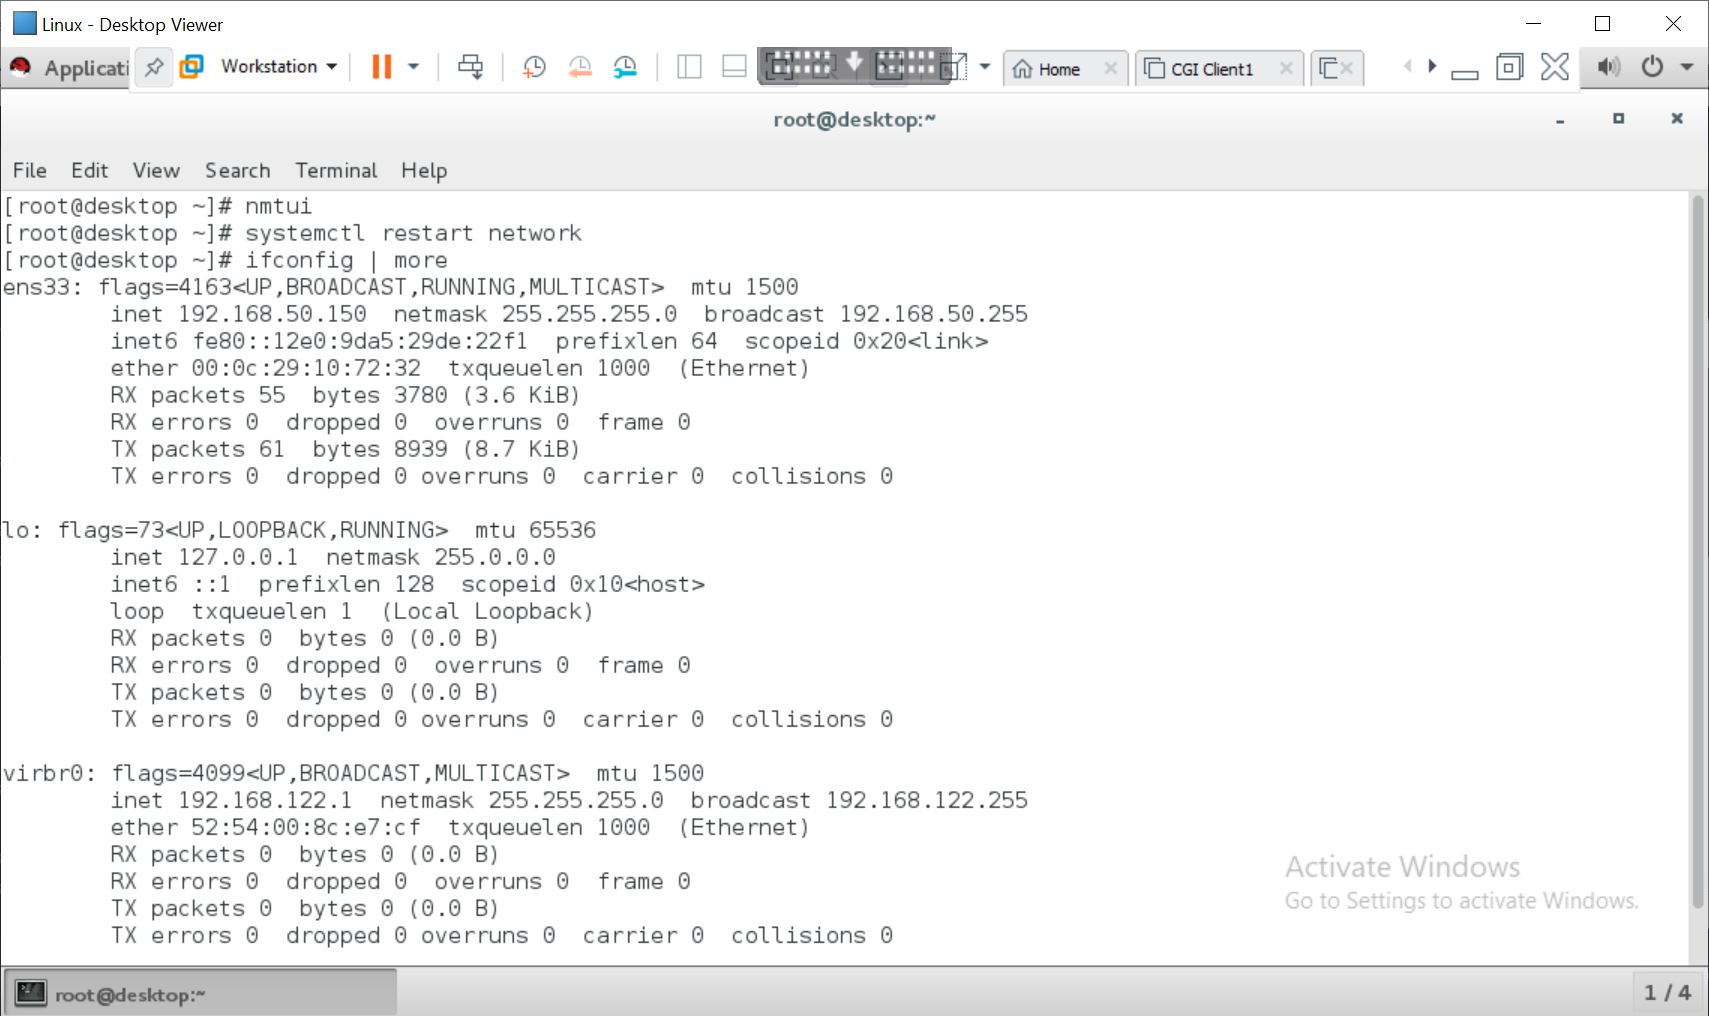 Linux - Desktop Viewer
Applicati Workstation Home CGI Client1
root@desktop:~
File Edit View Search Terminal Help
[root@desktop ~]# nmtui
[root@desktop ~]# systemctl restart network
[root@desktop ~]# ifconfig | more
ens33: flags=4163<UP,BROADCAST,RUNNING,MULTICAST>  mtu 1500
        inet 192.168.50.150  netmask 255.255.255.0  broadcast 192.168.50.255
        inet6 fe80::12e0:9da5:29de:22f1  prefixlen 64  scopeid 0x20<link>
        ether 00:0c:29:10:72:32  txqueuelen 1000  (Ethernet)
        RX packets 55  bytes 3780 (3.6 KiB)
        RX errors 0  dropped 0  overruns 0  frame 0
        TX packets 61  bytes 8939 (8.7 KiB)
        TX errors 0  dropped 0 overruns 0  carrier 0  collisions 0

lo: flags=73<UP,LOOPBACK,RUNNING>  mtu 65536
        inet 127.0.0.1  netmask 255.0.0.0
        inet6 ::1  prefixlen 128  scopeid 0x10<host>
        loop  txqueuelen 1  (Local Loopback)
        RX packets 0  bytes 0 (0.0 B)
        RX errors 0  dropped 0  overruns 0  frame 0
        TX packets 0  bytes 0 (0.0 B)
        TX errors 0  dropped 0 overruns 0  carrier 0  collisions 0

virbr0: flags=4099<UP,BROADCAST,MULTICAST>  mtu 1500
        inet 192.168.122.1  netmask 255.255.255.0  broadcast 192.168.122.255
        ether 52:54:00:8c:e7:cf  txqueuelen 1000  (Ethernet)
        RX packets 0  bytes 0 (0.0 B)
        RX errors 0  dropped 0  overruns 0  frame 0
        TX packets 0  bytes 0 (0.0 B)
        TX errors 0  dropped 0 overruns 0  carrier 0  collisions 0
Activate Windows
Go to Settings to activate Windows.
root@desktop:~ 1 / 4